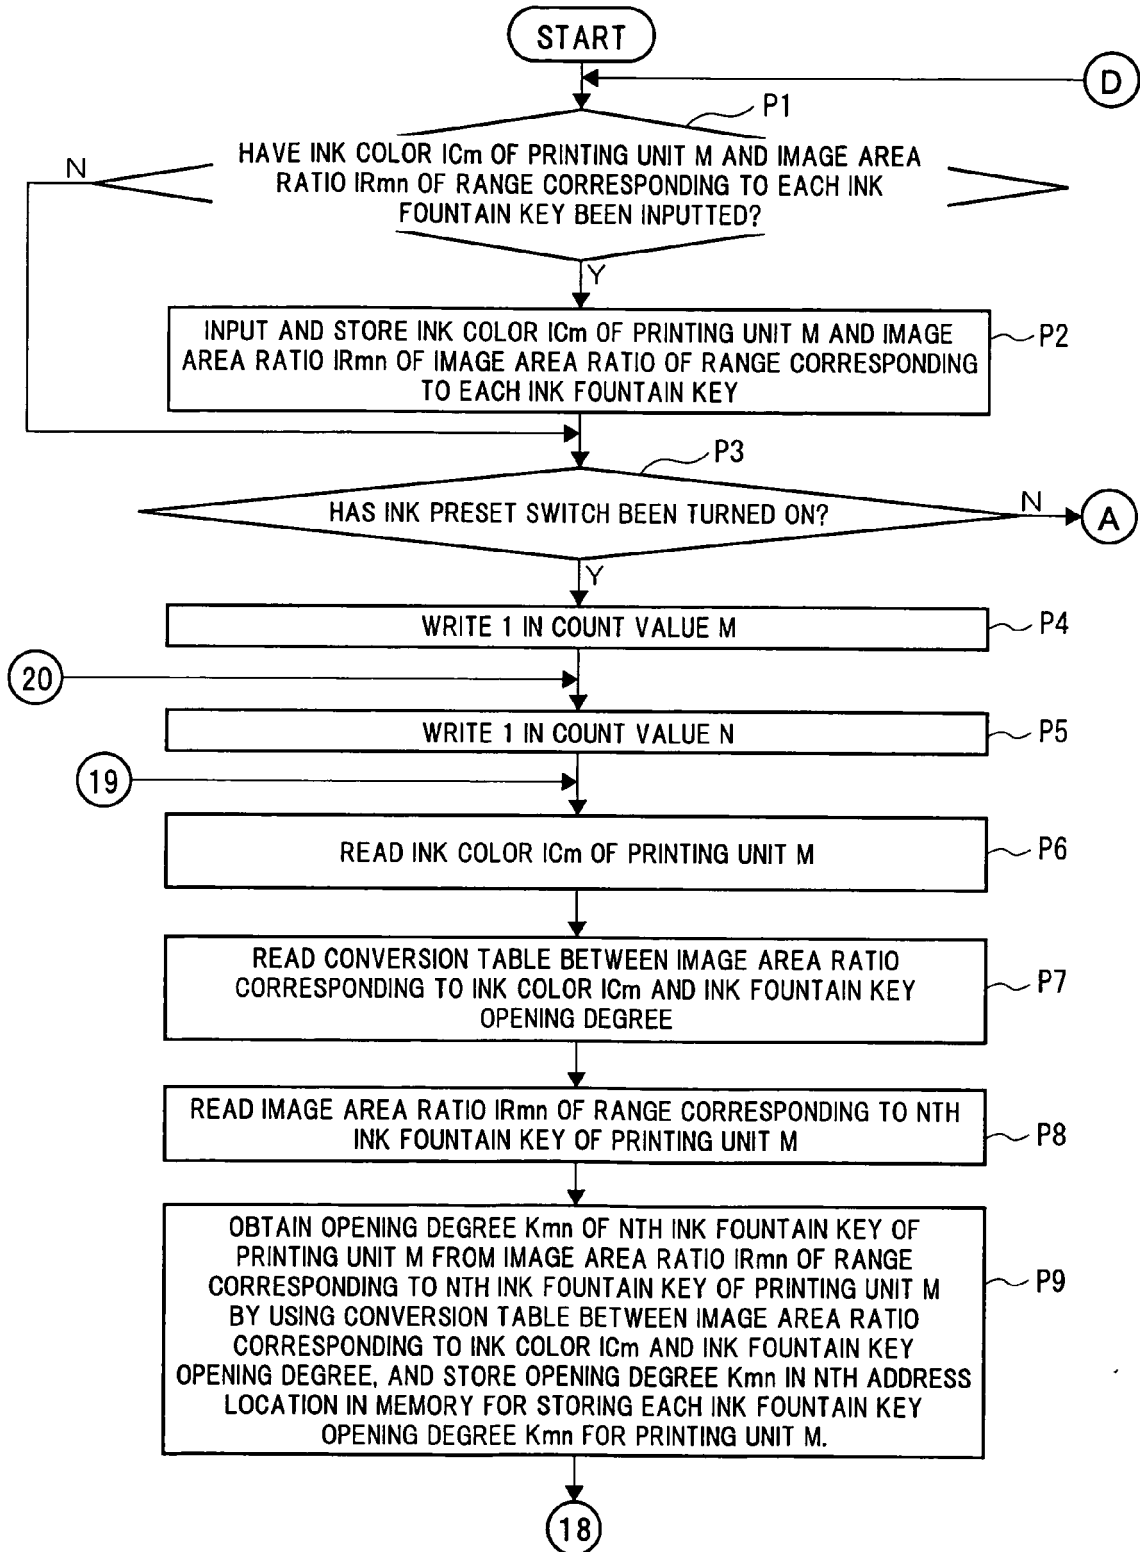 START
D
P1
N
HAVE INK COLOR ICm OF PRINTING UNIT M AND IMAGE AREA
RATIO IRmn OF RANGE CORRESPONDING TO EACH INK
FOUNTAIN KEY BEEN INPUTTED?
Y
INPUT AND STORE INK COLOR ICm OF PRINTING UNIT M AND IMAGE
AREA RATIO IRmn OF IMAGE AREA RATIO OF RANGE CORRESPONDING
TO EACH INK FOUNTAIN KEY
P2
P3
HAS INK PRESET SWITCH BEEN TURNED ON?
N
A
Y
WRITE 1 IN COUNT VALUE M
P4
20
WRITE 1 IN COUNT VALUE N
P5
19
READ INK COLOR ICm OF PRINTING UNIT M
P6
READ CONVERSION TABLE BETWEEN IMAGE AREA RATIO
CORRESPONDING TO INK COLOR ICm AND INK FOUNTAIN KEY
OPENING DEGREE
P7
READ IMAGE AREA RATIO IRmn OF RANGE CORRESPONDING TO NTH
INK FOUNTAIN KEY OF PRINTING UNIT M
P8
OBTAIN OPENING DEGREE Kmn OF NTH INK FOUNTAIN KEY OF
PRINTING UNIT M FROM IMAGE AREA RATIO IRmn OF RANGE
CORRESPONDING TO NTH INK FOUNTAIN KEY OF PRINTING UNIT M
BY USING CONVERSION TABLE BETWEEN IMAGE AREA RATIO
CORRESPONDING TO INK COLOR ICm AND INK FOUNTAIN KEY
OPENING DEGREE, AND STORE OPENING DEGREE Kmn IN NTH ADDRESS
LOCATION IN MEMORY FOR STORING EACH INK FOUNTAIN KEY
OPENING DEGREE Kmn FOR PRINTING UNIT M.
P9
18